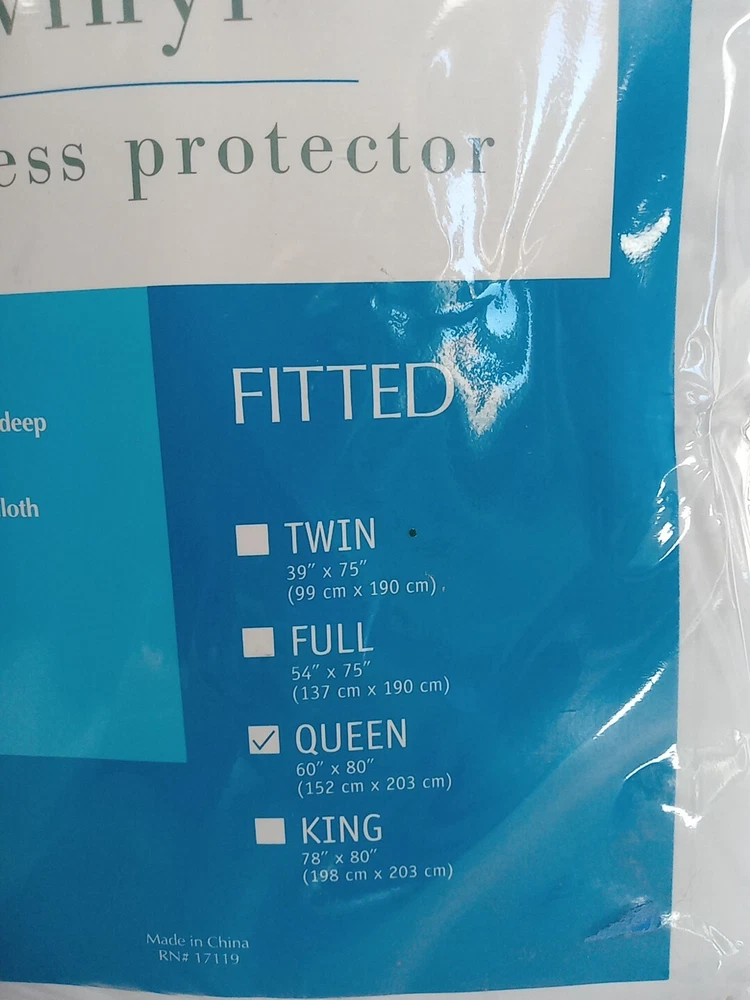 vinyl
ess protector
FITTED
deep
loth
TWIN
39" x 75"
(99 cm x 190 cm)
FULL
54" x 75"
(137 cm x 190 cm)
QUEEN
60" x 80"
(152 cm x 203 cm)
KING
78" x 80"
(198 cm x 203 cm)
Made in China
RN# 17119